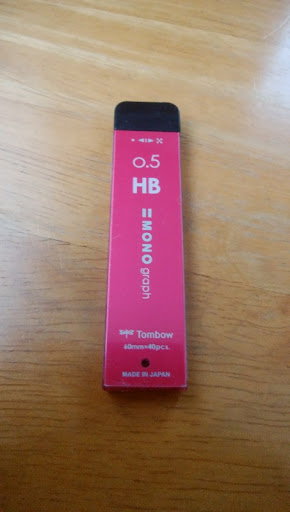 0.5
HB
MONO graph
Tombow
60mm×40pcs.
MADE IN JAPAN